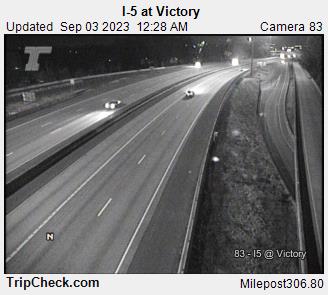 I-5 at Victory
Updated Sep 03 2023 12:28 AM Camera 83
T
N
83 - I5 @ Victory
TripCheck.com Milepost306.80